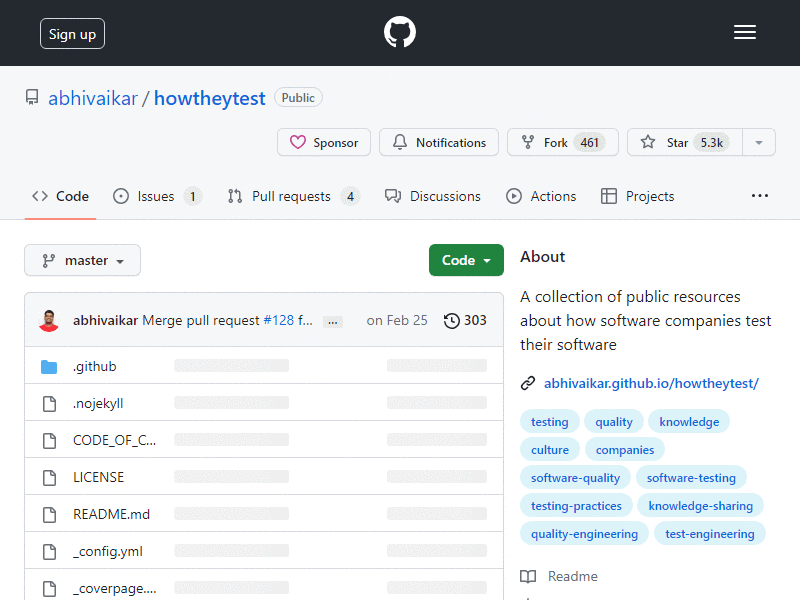 Sign up
abhivaikar / howtheytest Public
Sponsor Notifications Fork 461 Star 5.3k
Code Issues 1 Pull requests 4 Discussions Actions Projects ...
master Code
About
A collection of public resources
about how software companies test
their software
abhivaikar.github.io/howtheytest/
testing quality knowledge
culture companies
software-quality software-testing
testing-practices knowledge-sharing
quality-engineering test-engineering
Readme
abhivaikar Merge pull request #128 f... ... on Feb 25 303
.github
.nojekyll
CODE_OF_C...
LICENSE
README.md
_config.yml
_coverpage....